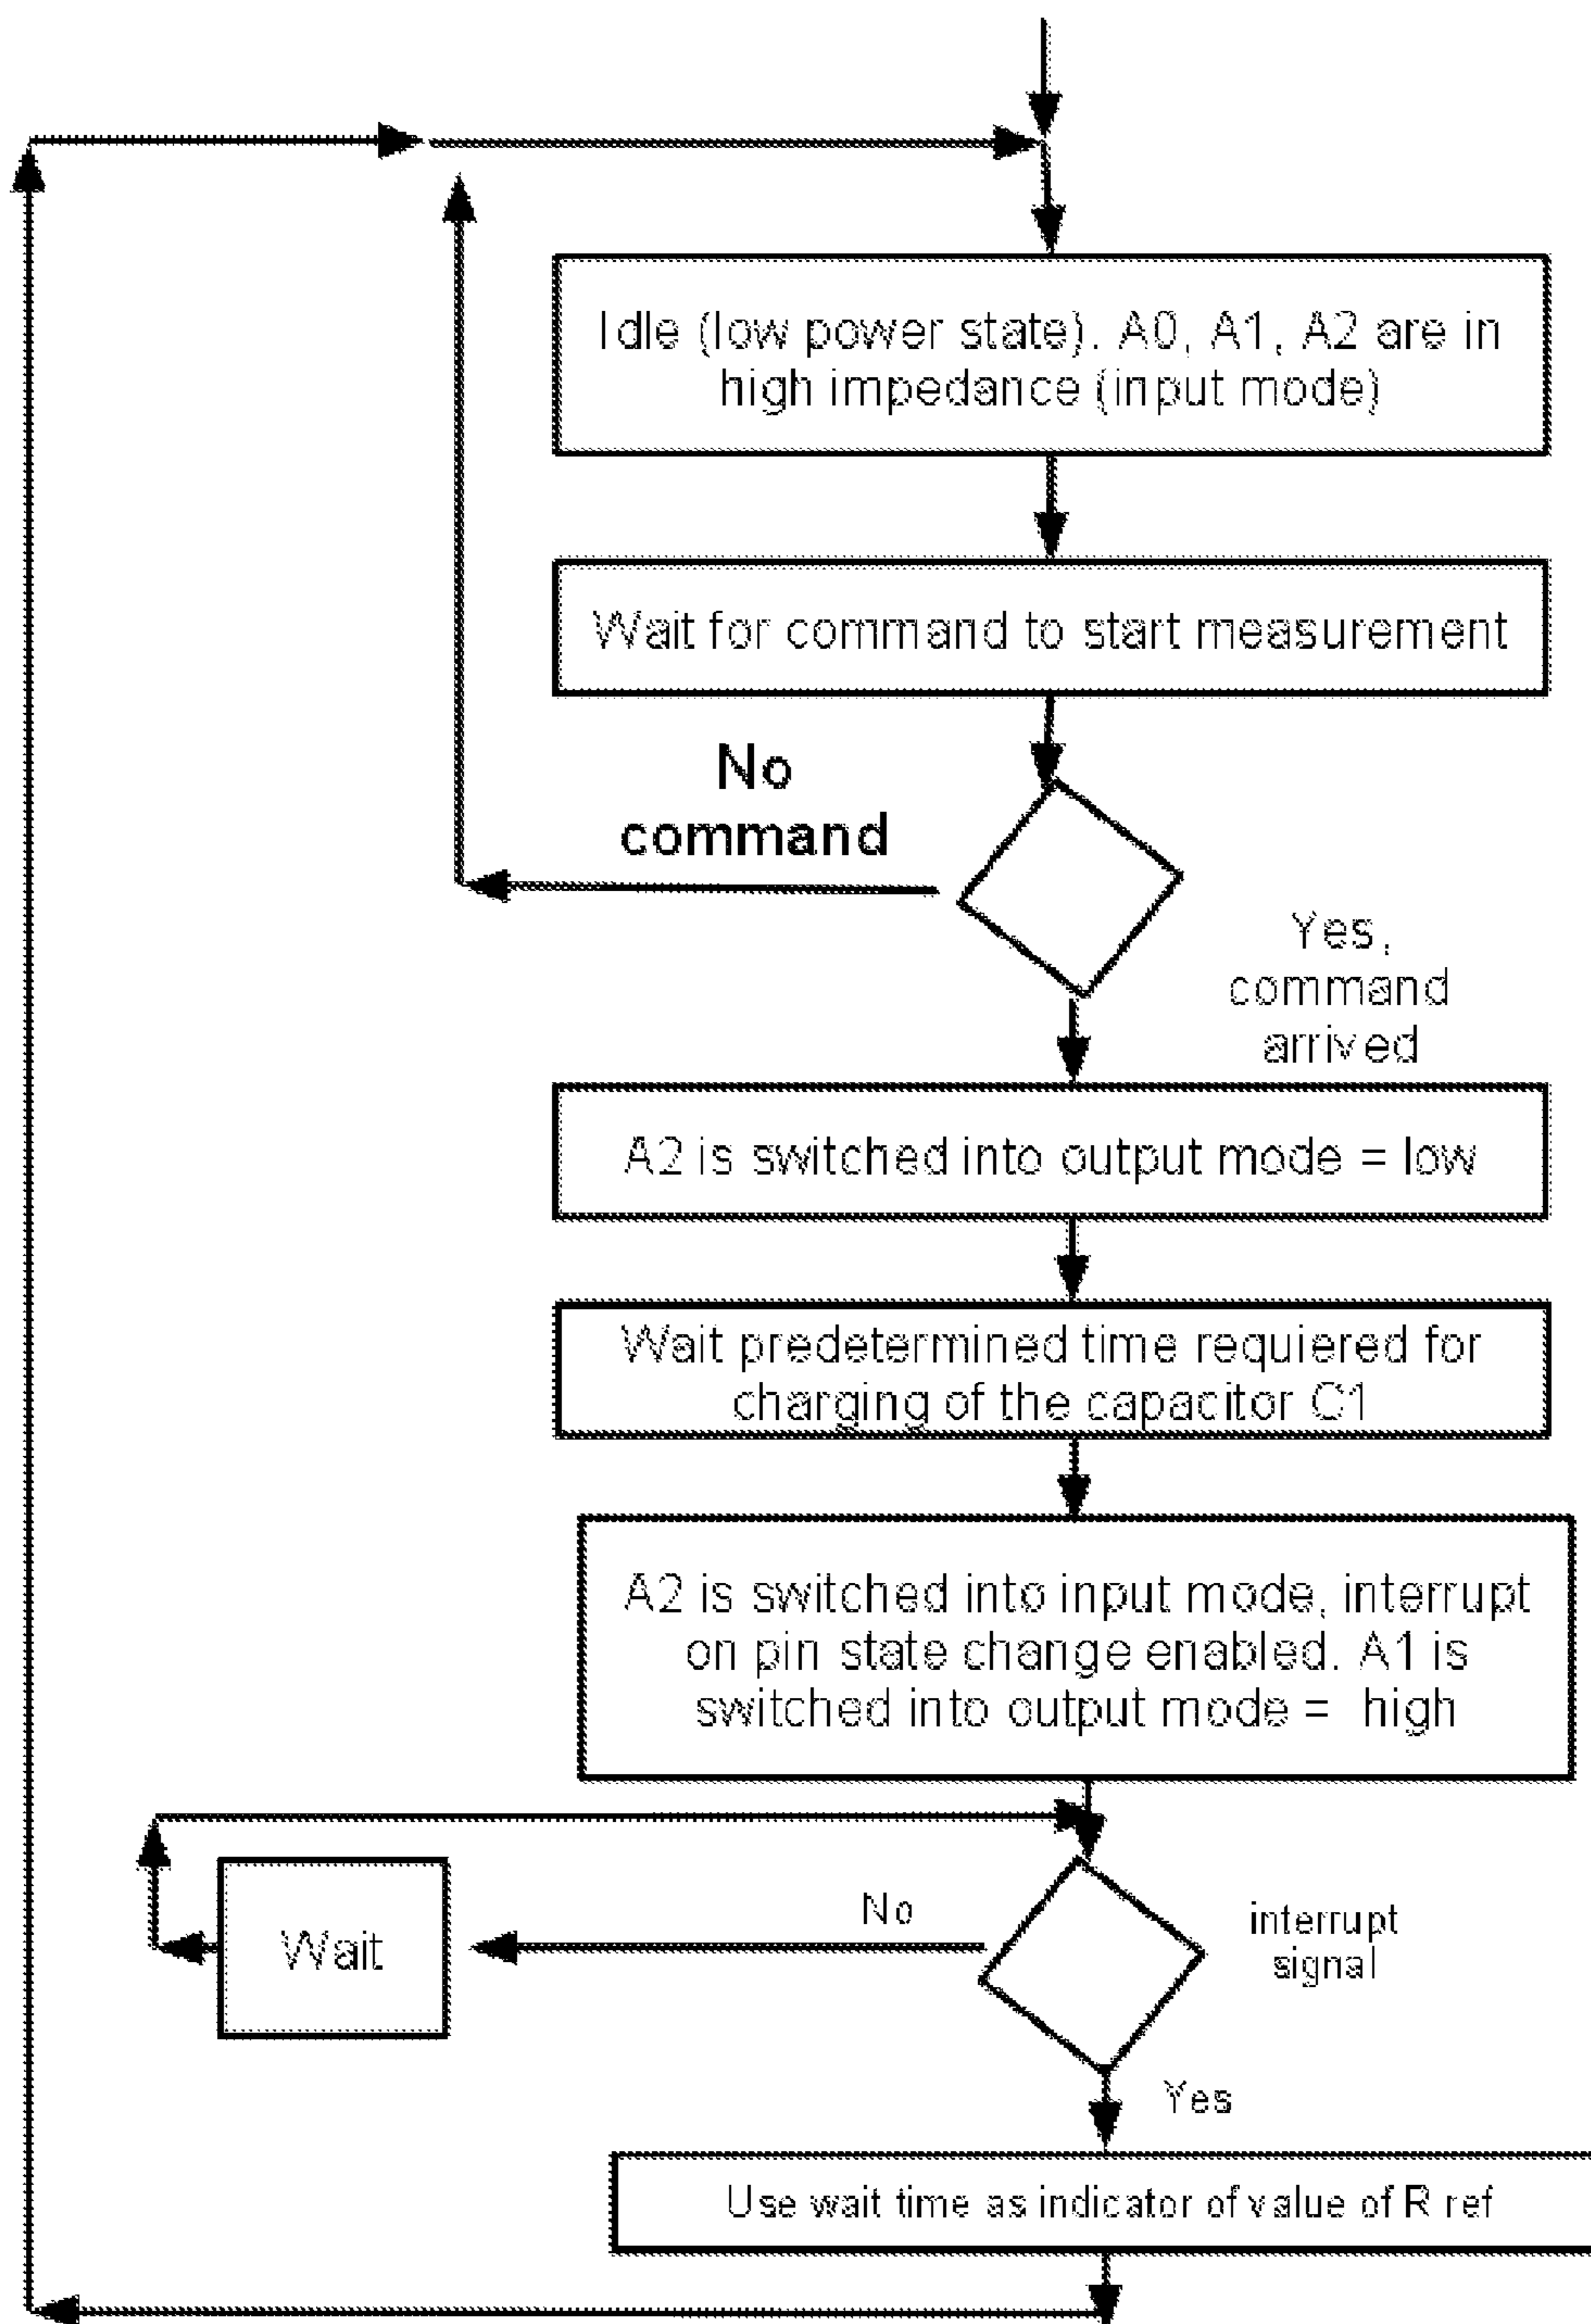 Idle (low power state). A0, A1, A2 are in
high impedance (input mode)
Wait for command to start measurement
No
command
Yes,
command
arrived
A2 is switched into output mode = low
Wait predetermined time requiered for
charging of the capacitor C1
A2 is switched into input mode, interrupt
on pin state change enabled. A1 is
switched into output mode = high
Wait
No
interrupt
signal
Yes
Use wait time as indicator of value of R ref